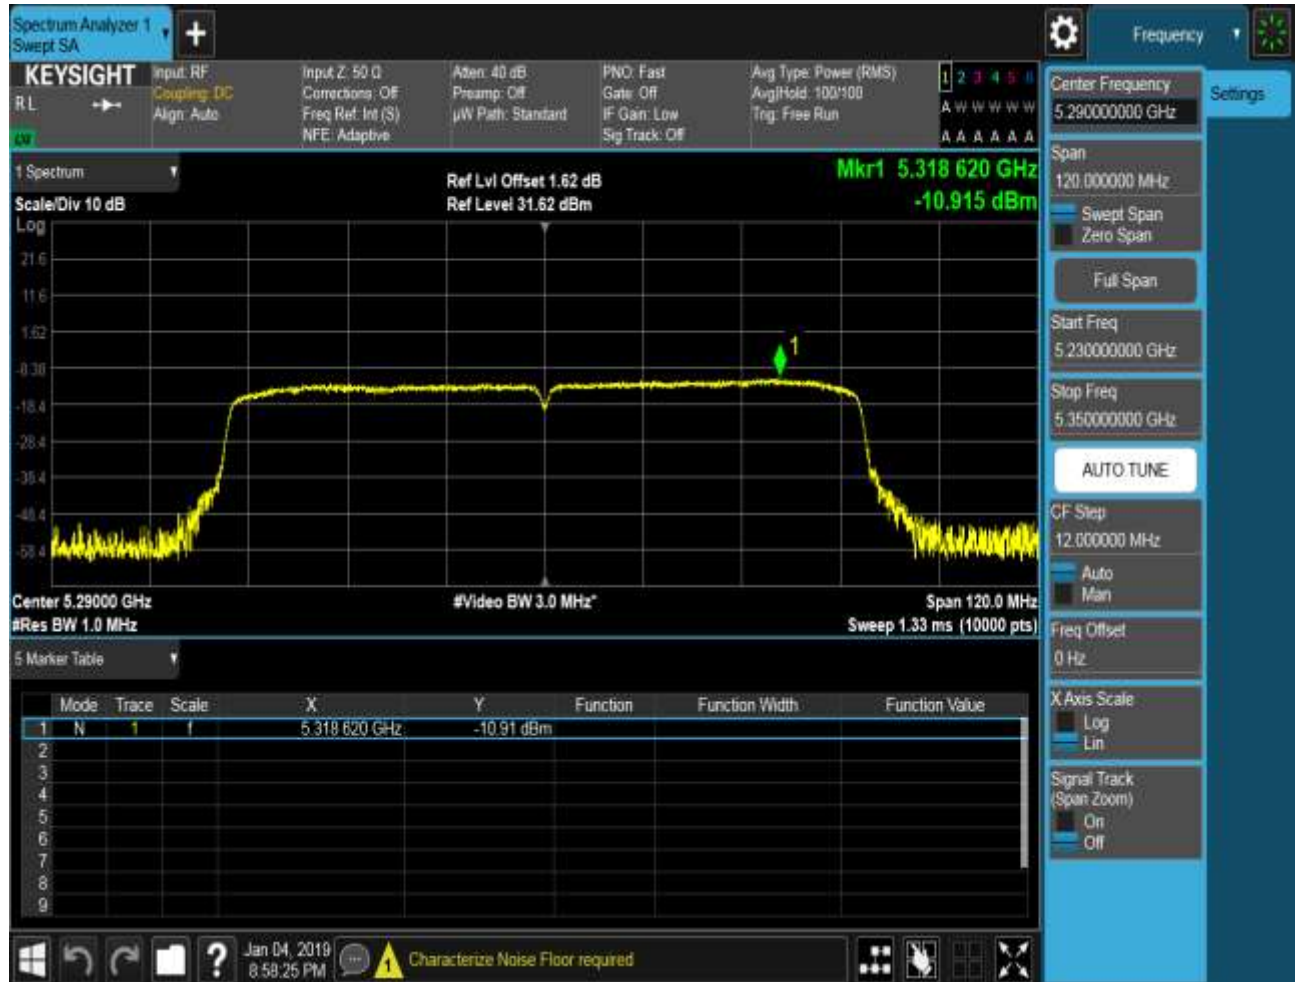 Spectrum Analyzer 1
Swept SA
Frequency
KEYSIGHT
R L
Input: RF
Coupling: DC
Align: Auto
Input Z: 50 Ω
Corrections: Off
Freq Ref: Int (S)
NFE: Adaptive
Atten: 40 dB
Preamp: Off
µW Path: Standard
PNO: Fast
Gate: Off
IF Gain: Low
Sig Track: Off
Avg Type: Power (RMS)
Avg|Hold: 100/100
Trig: Free Run
1 2 3 4 5 6
A W W W W W
A A A A A A
1 Spectrum
Scale/Div 10 dB
Ref Lvl Offset 1.62 dB
Ref Level 31.62 dBm
Mkr1 5.318 620 GHz
-10.915 dBm
Log
21.6
11.6
1.62
-8.38
-18.4
-28.4
-38.4
-48.4
-58.4
1
Center 5.29000 GHz
#Res BW 1.0 MHz
#Video BW 3.0 MHz*
Span 120.0 MHz
Sweep 1.33 ms (10000 pts)
5 Marker Table
Mode Trace Scale X Y Function Function Width Function Value
1 N 1 f 5.318 620 GHz -10.91 dBm
2
3
4
5
6
7
8
9
Jan 04, 2019
8:58:25 PM
Characterize Noise Floor required
Center Frequency
5.290000000 GHz
Settings
Span
120.000000 MHz
Swept Span
Zero Span
Full Span
Start Freq
5.230000000 GHz
Stop Freq
5.350000000 GHz
AUTO TUNE
CF Step
12.000000 MHz
Auto
Man
Freq Offset
0 Hz
X Axis Scale
Log
Lin
Signal Track
(Span Zoom)
On
Off